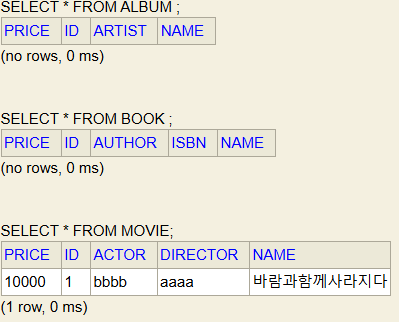 SELECT * FROM ALBUM ;
PRICE ID ARTIST NAME
(no rows, 0 ms)
SELECT * FROM BOOK ;
PRICE ID AUTHOR ISBN NAME
(no rows, 0 ms)
SELECT * FROM MOVIE;
PRICE ID ACTOR DIRECTOR NAME
10000 1 bbbb aaaa 바람과함께사라지다
(1 row, 0 ms)